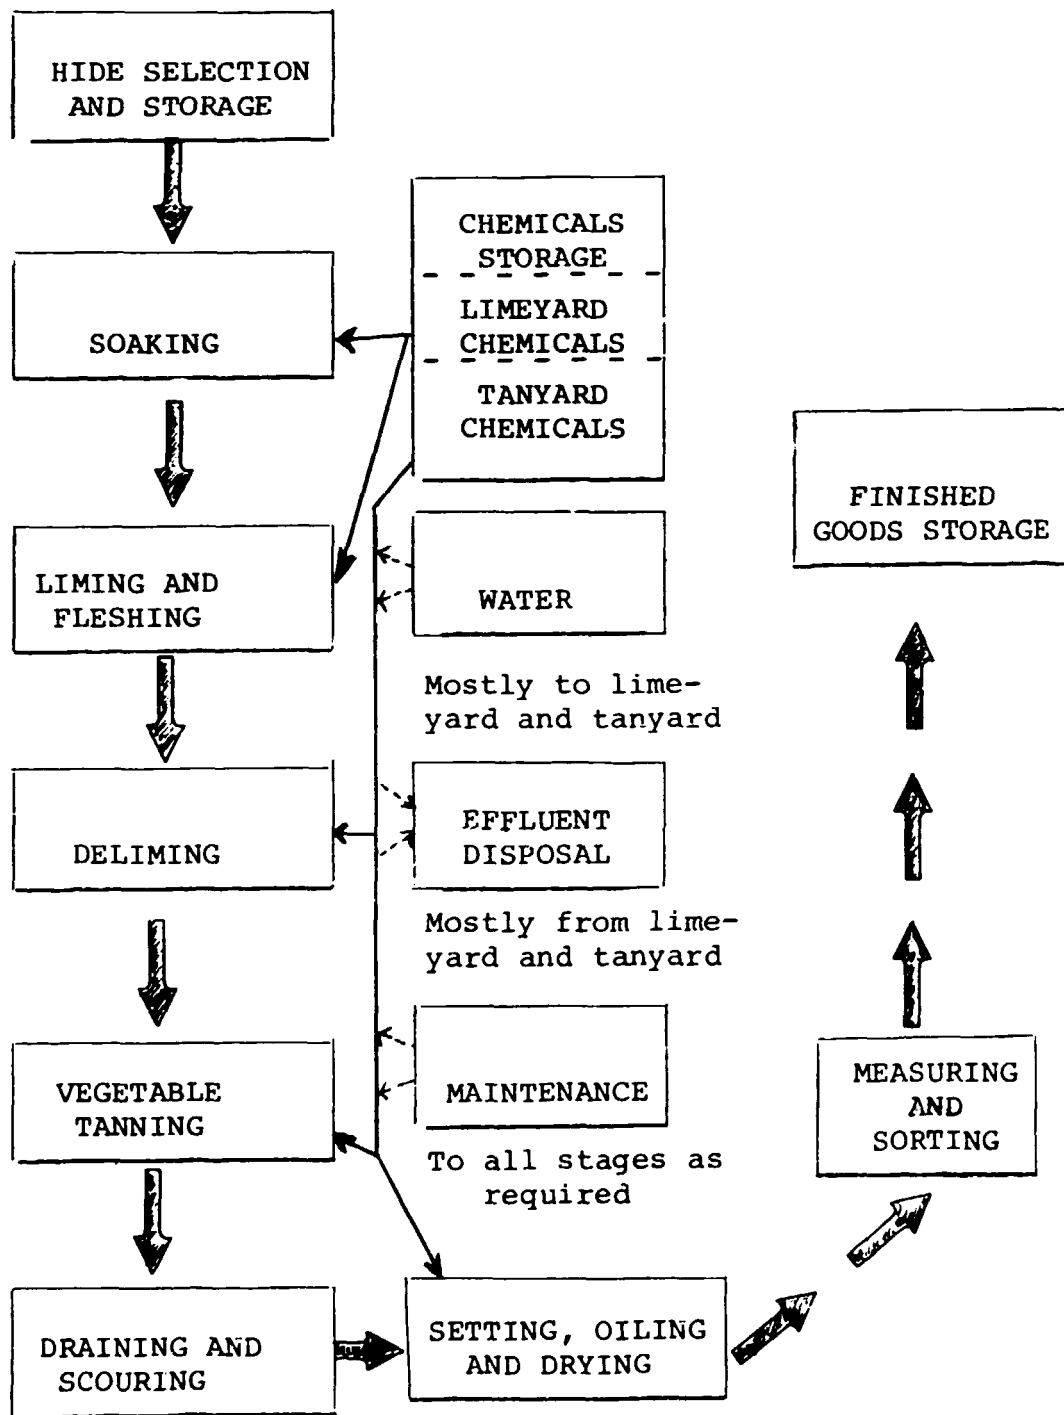 HIDE SELECTION
AND STORAGE
SOAKING
LIMING AND
FLESHING
DELIMING
VEGETABLE
TANNING
DRAINING AND
SCOURING
CHEMICALS
STORAGE
LIMEYARD
CHEMICALS
TANYARD
CHEMICALS
WATER
Mostly to lime-
yard and tanyard
EFFLUENT
DISPOSAL
Mostly from lime-
yard and tanyard
MAINTENANCE
To all stages as
required
SETTING, OILING
AND DRYING
MEASURING
AND
SORTING
FINISHED
GOODS STORAGE